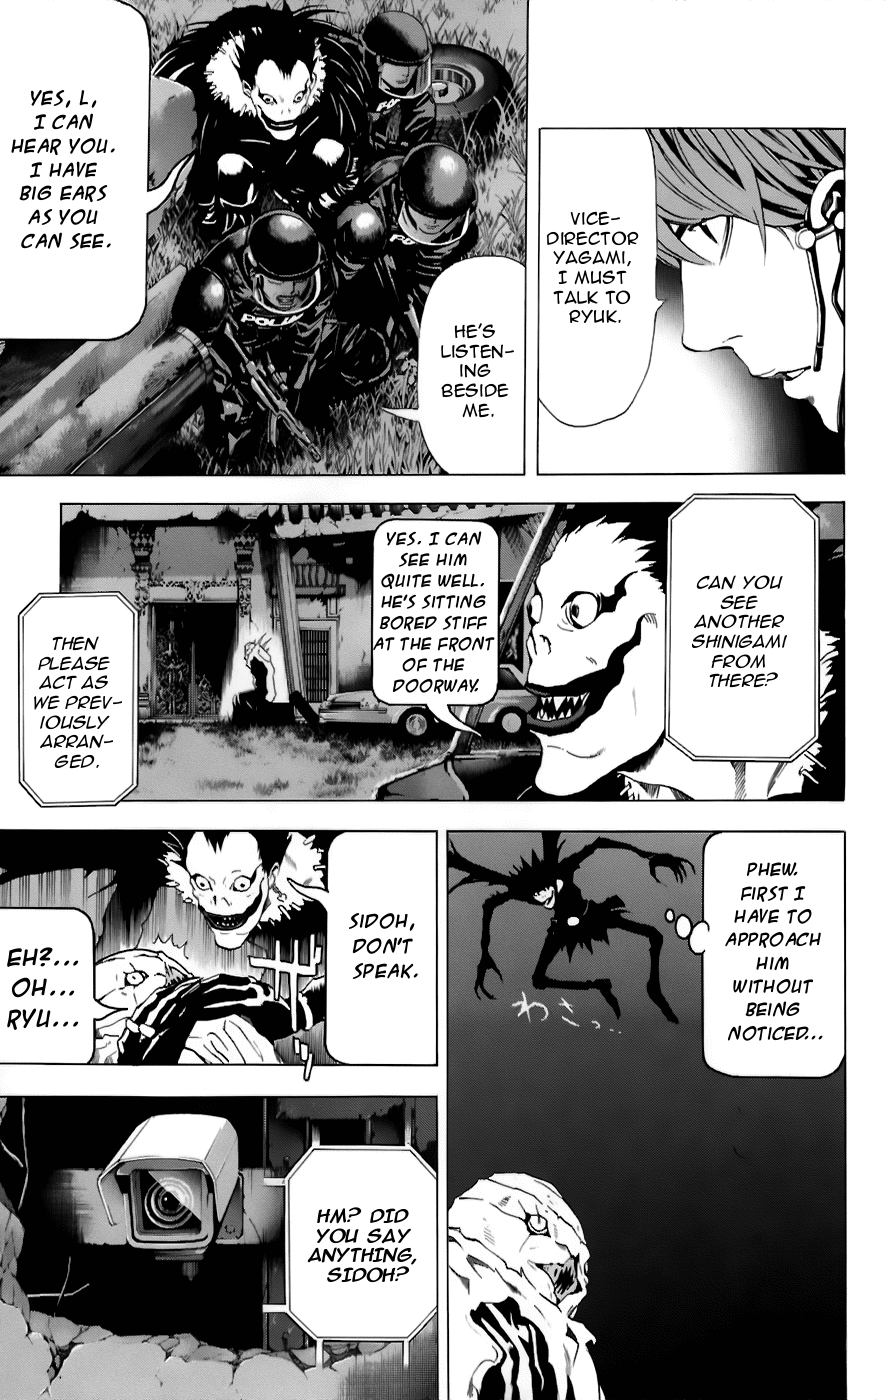 VICE-
DIRECTOR
YAGAMI,
I MUST
TALK TO
RYUK.
HE'S
LISTEN-
ING
BESIDE
ME.
YES, L,
I CAN
HEAR YOU.
I HAVE
BIG EARS
AS YOU
CAN SEE.
POLI
PO
CAN YOU
SEE
ANOTHER
SHINIGAMI
FROM
THERE?
YES. I CAN
SEE HIM
QUITE WELL.
HE'S SITTING
BORED STIFF
AT THE FRONT
OF THE
DOORWAY.
THEN
PLEASE
ACT AS
WE PREV-
IOUSLY
ARRAN-
GED.
PHEW.
FIRST I
HAVE TO
APPROACH
HIM
WITHOUT
BEING
NOTICED...
わさっ…
SIDOH,
DON'T
SPEAK.
EH?...
OH...
RYU...
HM? DID
YOU SAY
ANYTHING,
SIDOH?